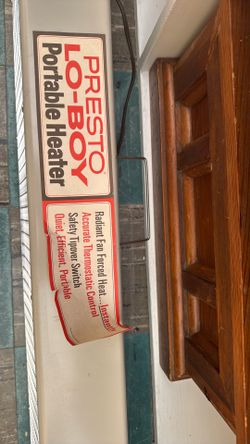 PRESTO
LO-BOY
Portable Heater
Radiant Fan Forced Heat...
Accurate Thermostatic Control
Safety Tipover Switch
Quiet, Efficient, Portable